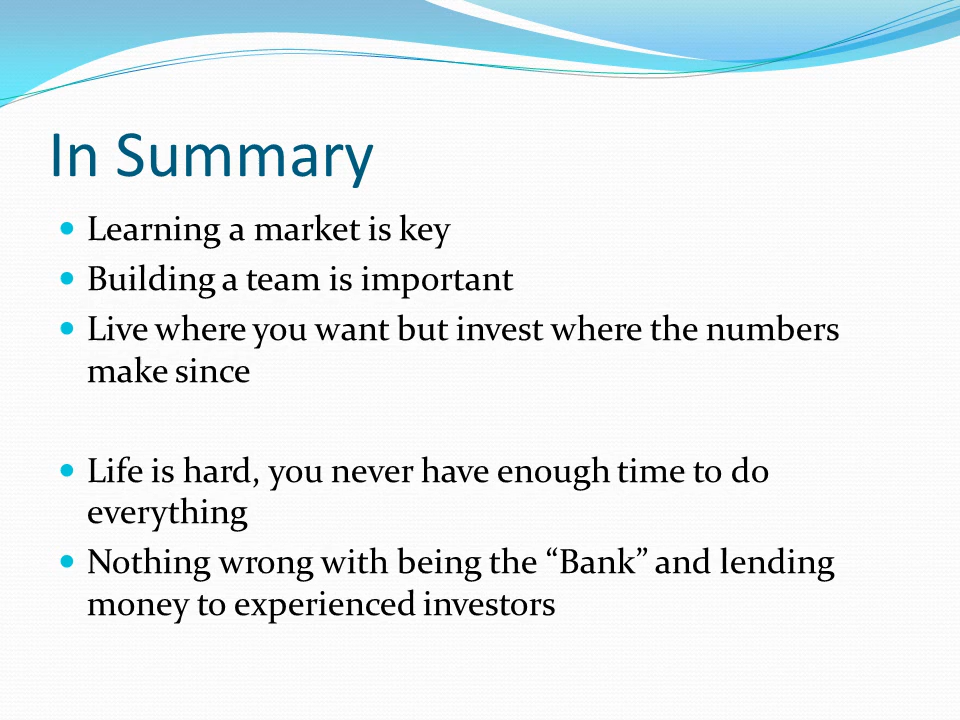 In Summary
Learning a market is key
Building a team is important
Live where you want but invest where the numbers
make since
Life is hard, you never have enough time to do
everything
Nothing wrong with being the “Bank” and lending
money to experienced investors